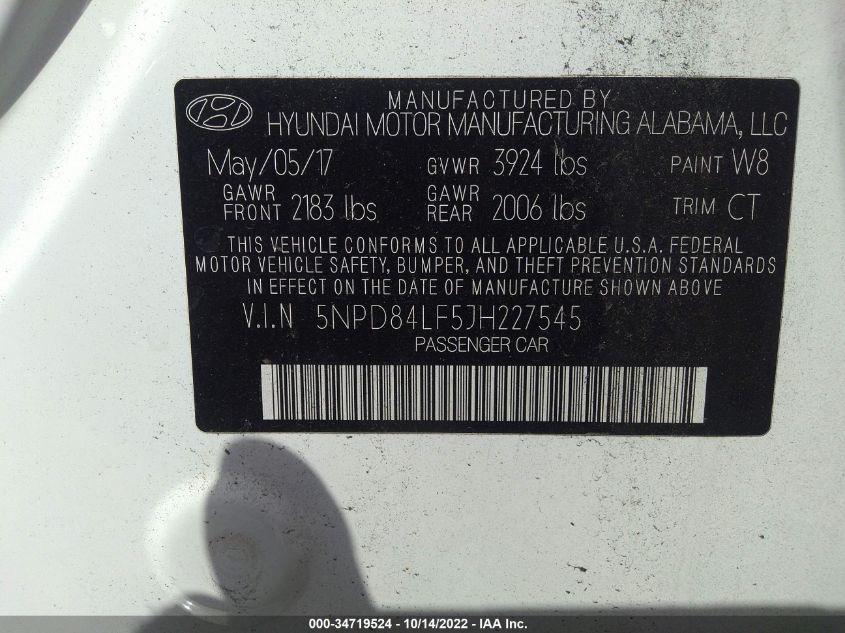 MANUFACTURED BY
HYUNDAI MOTOR MANUFACTURING ALABAMA, LLC
May/05/17 GVWR 3924 lbs PAINT W8
GAWR FRONT 2183 lbs GAWR REAR 2006 lbs TRIM CT
THIS VEHICLE CONFORMS TO ALL APPLICABLE U.S.A. FEDERAL
MOTOR VEHICLE SAFETY, BUMPER, AND THEFT PREVENTION STANDARDS
IN EFFECT ON THE DATE OF MANUFACTURE SHOWN ABOVE
V.I.N 5NPD84LF5JH227545
PASSENGER CAR
000-34719524 - 10/14/2022 - IAA Inc.